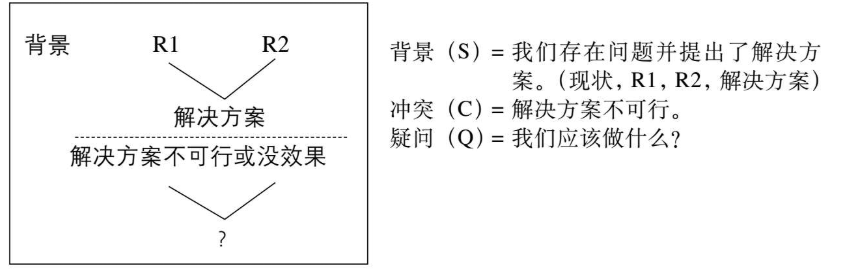 背景 R1 R2
解决方案
解决方案不可行或没效果
?
背景（S）= 我们存在问题并提出了解决方
案。（现状, R1, R2, 解决方案）
冲突（C）= 解决方案不可行。
疑问（Q）= 我们应该做什么?